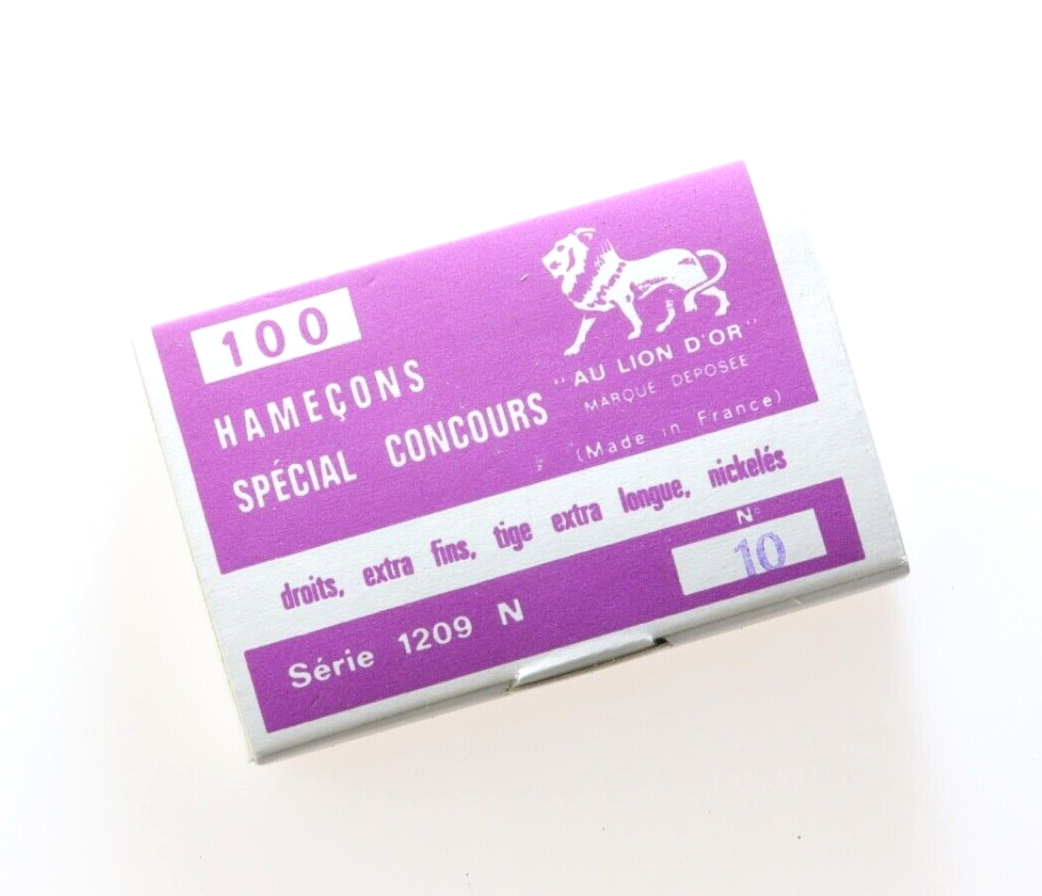 100
HAMEÇONS
SPÉCIAL CONCOURS
"AU LION D'OR"
MARQUE DEPOSEE
(Made in France)
droits, extra fins, tige extra longue, nickelés
Série 1209 N
N°
10